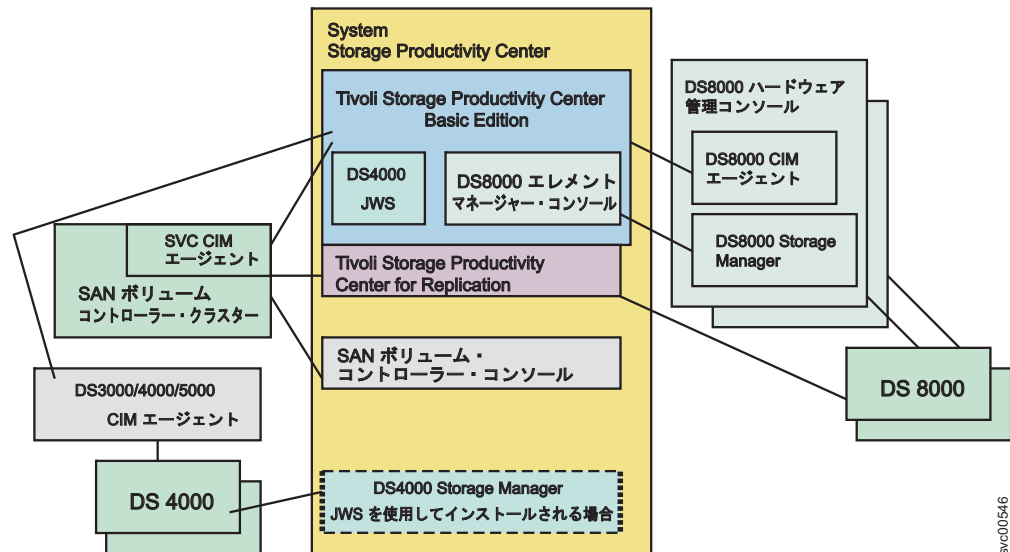 System
Storage Productivity Center
Tivoli Storage Productivity Center
Basic Edition
DS4000
JWS
DS8000 エレメント
マネージャー・コンソール
Tivoli Storage Productivity
Center for Replication
SAN ボリューム・
コントローラー・コンソール
DS4000 Storage Manager
JWS を使用してインストールされる場合
SVC CIM
エージェント
SAN ボリューム
コントローラー・クラスター
DS3000/4000/5000
CIM エージェント
DS 4000
DS8000 ハードウェア
管理コンソール
DS8000 CIM
エージェント
DS8000 Storage
Manager
DS 8000
svc00546